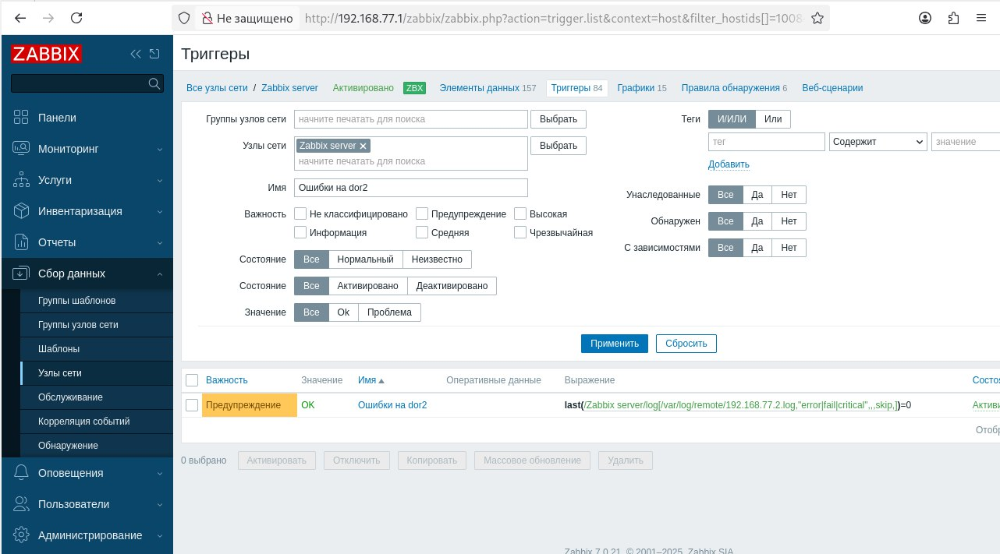 Не защищено http://192.168.77.1/zabbix/zabbix.php?action=trigger.list&context=host&filter_hostids[]=1008
ZABBIX
Панели
Мониторинг
Услуги
Инвентаризация
Отчеты
Сбор данных
Группы шаблонов
Группы узлов сети
Шаблоны
Узлы сети
Обслуживание
Корреляция событий
Обнаружение
Оповещения
Пользователи
Администрирование
Триггеры
Все узлы сети / Zabbix server Активировано ZBX Элементы данных 157 Триггеры 84 Графики 15 Правила обнаружения 6 Веб-сценарии
Группы узлов сети начните печатать для поиска Выбрать
Узлы сети Zabbix server Выбрать
начните печатать для поиска
Имя Ошибки на dor2
Важность Не классифицировано Предупреждение Высокая
Информация Средняя Чрезвычайная
Состояние Все Нормальный Неизвестно
Состояние Все Активировано Деактивировано
Значение Все Ok Проблема
Теги И/ИЛИ Или
тег Содержит значение
Добавить
Унаследованные Все Да Нет
Обнаружен Все Да Нет
С зависимостями Все Да Нет
Применить Сбросить
Важность Значение Имя Оперативные данные Выражение Состоя
Предупреждение OK Ошибки на dor2 last(/Zabbix server/log[/var/log/remote/192.168.77.2.log,"error|fail|critical",,,skip,])=0 Активи
Отобр
0 выбрано Активировать Отключить Копировать Массовое обновление Удалить
Zabbix 7.0.21. © 2001–2025, Zabbix SIA